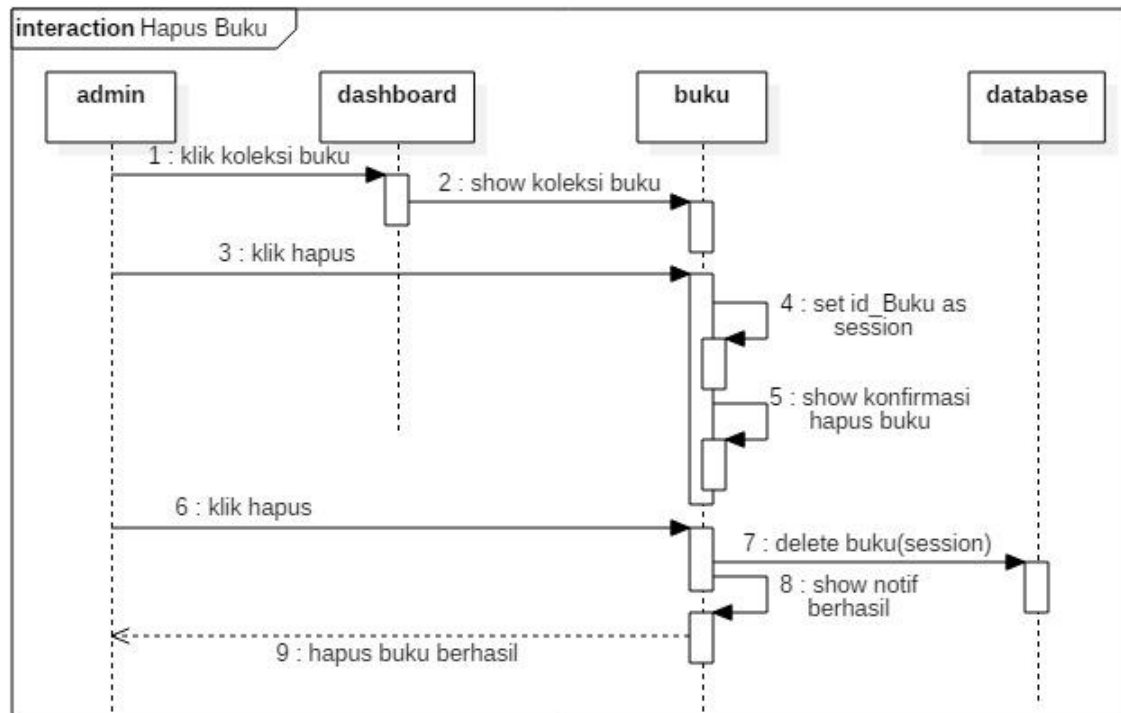 interaction Hapus Buku
admin
dashboard
buku
database
1 : klik koleksi buku
2 : show koleksi buku
3 : klik hapus
4 : set id_Buku as
session
5 : show konfirmasi
hapus buku
6 : klik hapus
7 : delete buku(session)
8 : show notif
berhasil
9 : hapus buku berhasil